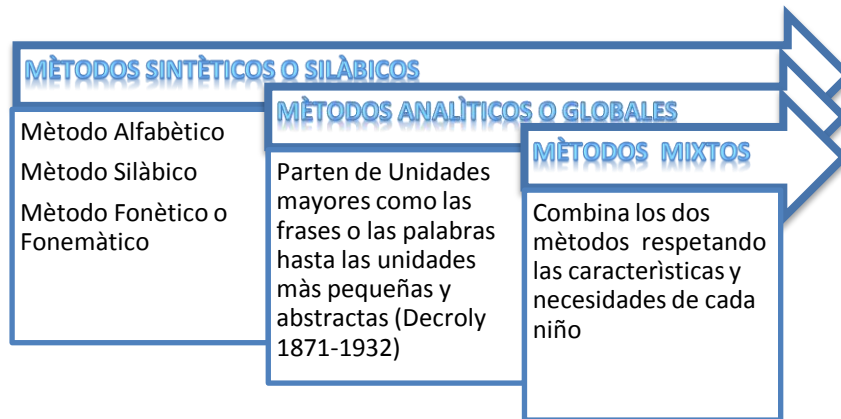 MÈTODOS SINTÈTICOS O SILÀBICOS
Mètodo Alfabètico
Mètodo Silàbico
Mètodo Fonètico o
Fonemàtico
MÈTODOS ANALÌTICOS O GLOBALES
Parten de Unidades
mayores como las
frases o las palabras
hasta las unidades
màs pequeñas y
abstractas (Decroly
1871-1932)
MÈTODOS MIXTOS
Combina los dos
mètodos respetando
las caracterìsticas y
necesidades de cada
niño